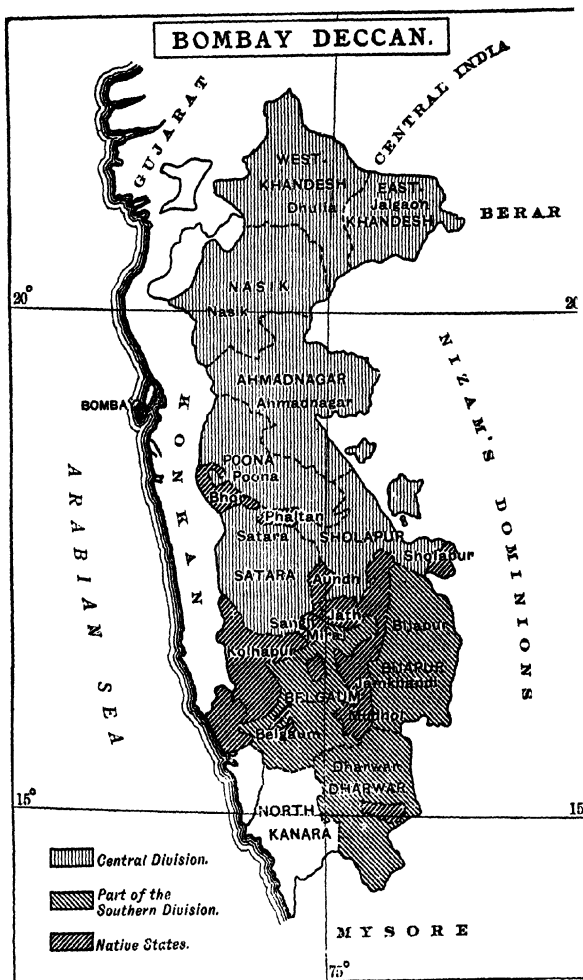 BOMBAY DECCAN.
GUJARAT
CENTRAL INDIA
WEST.
KHANDESH
Dhulia
EAST.
Jalgaon
KHANDESH
BERAR
20°
20
NASIK
Nasik
NIZAM'S DOMINIONS
AHMADNAGAR
Ahmadnagar
BOMBA
KONKAN
ARABIAN SEA
POONA
Poona
Bhor
Phaltan
Satara
SHOLAPUR
Sholapur
SATARA
Aundh
Jath
Sangli
Miraj
Bijapur
Kolhapur
BIJAPUR
Jamkhandi
BELGAUM
Mudhol
Belgaum
Dharwar
DHARWAR
15°
15
NORTH
KANARA
Central Division.
Part of the
Southern Division.
Native States.
MYSORE
75°